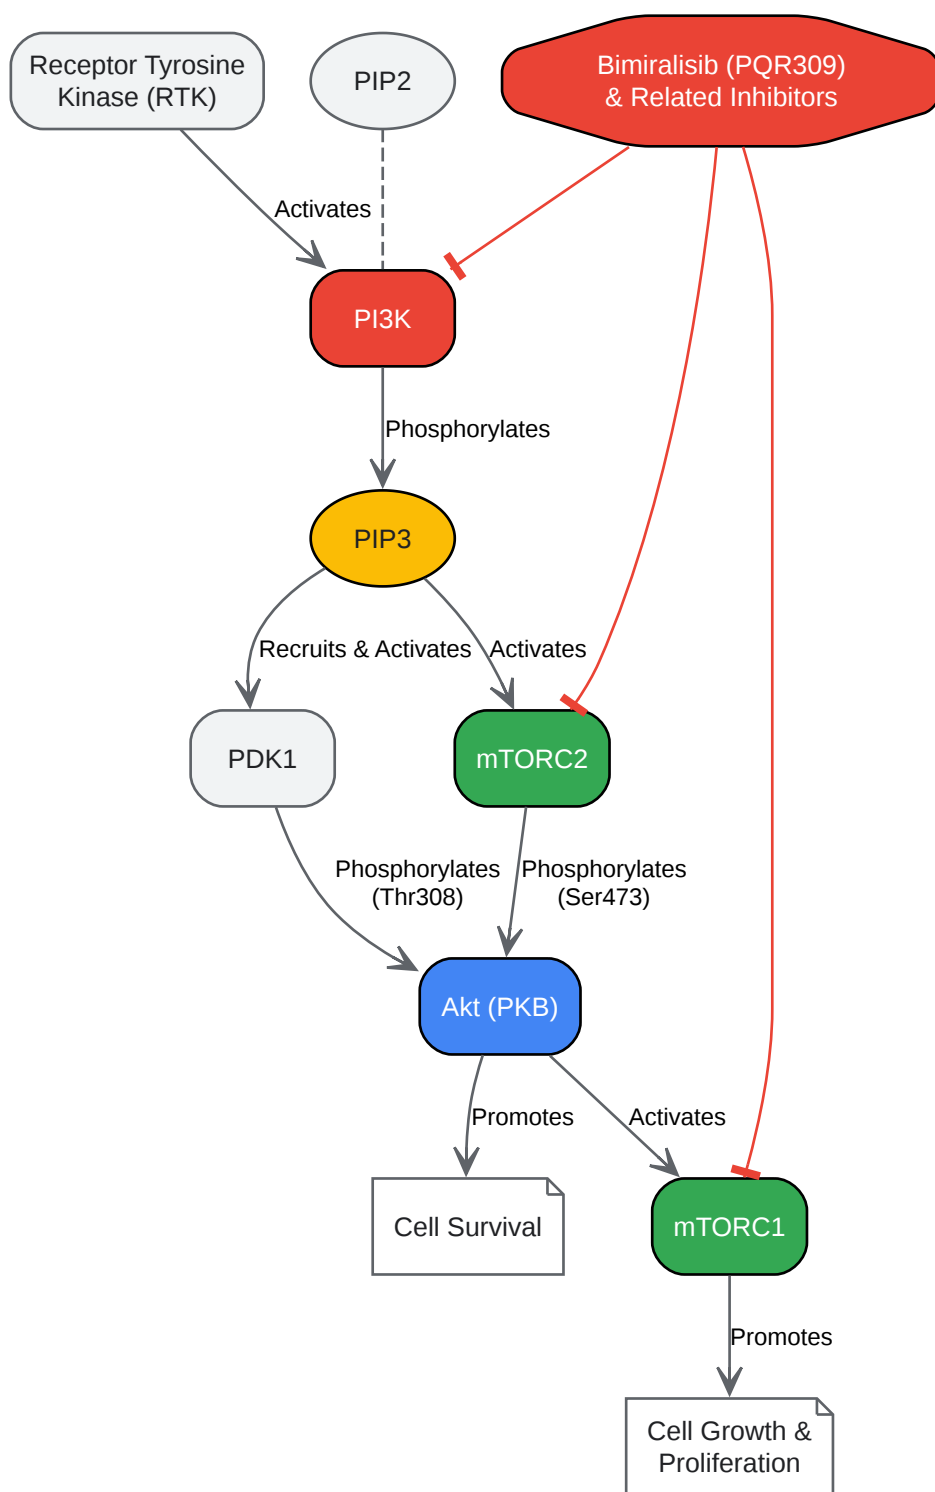 Receptor Tyrosine
Kinase (RTK)
PIP2
Bimiralisib (PQR309)
& Related Inhibitors
Activates
PI3K
Phosphorylates
PIP3
Recruits & Activates
Activates
PDK1
mTORC2
Phosphorylates
(Thr308)
Phosphorylates
(Ser473)
Akt (PKB)
Promotes
Activates
Cell Survival
mTORC1
Promotes
Cell Growth &
Proliferation